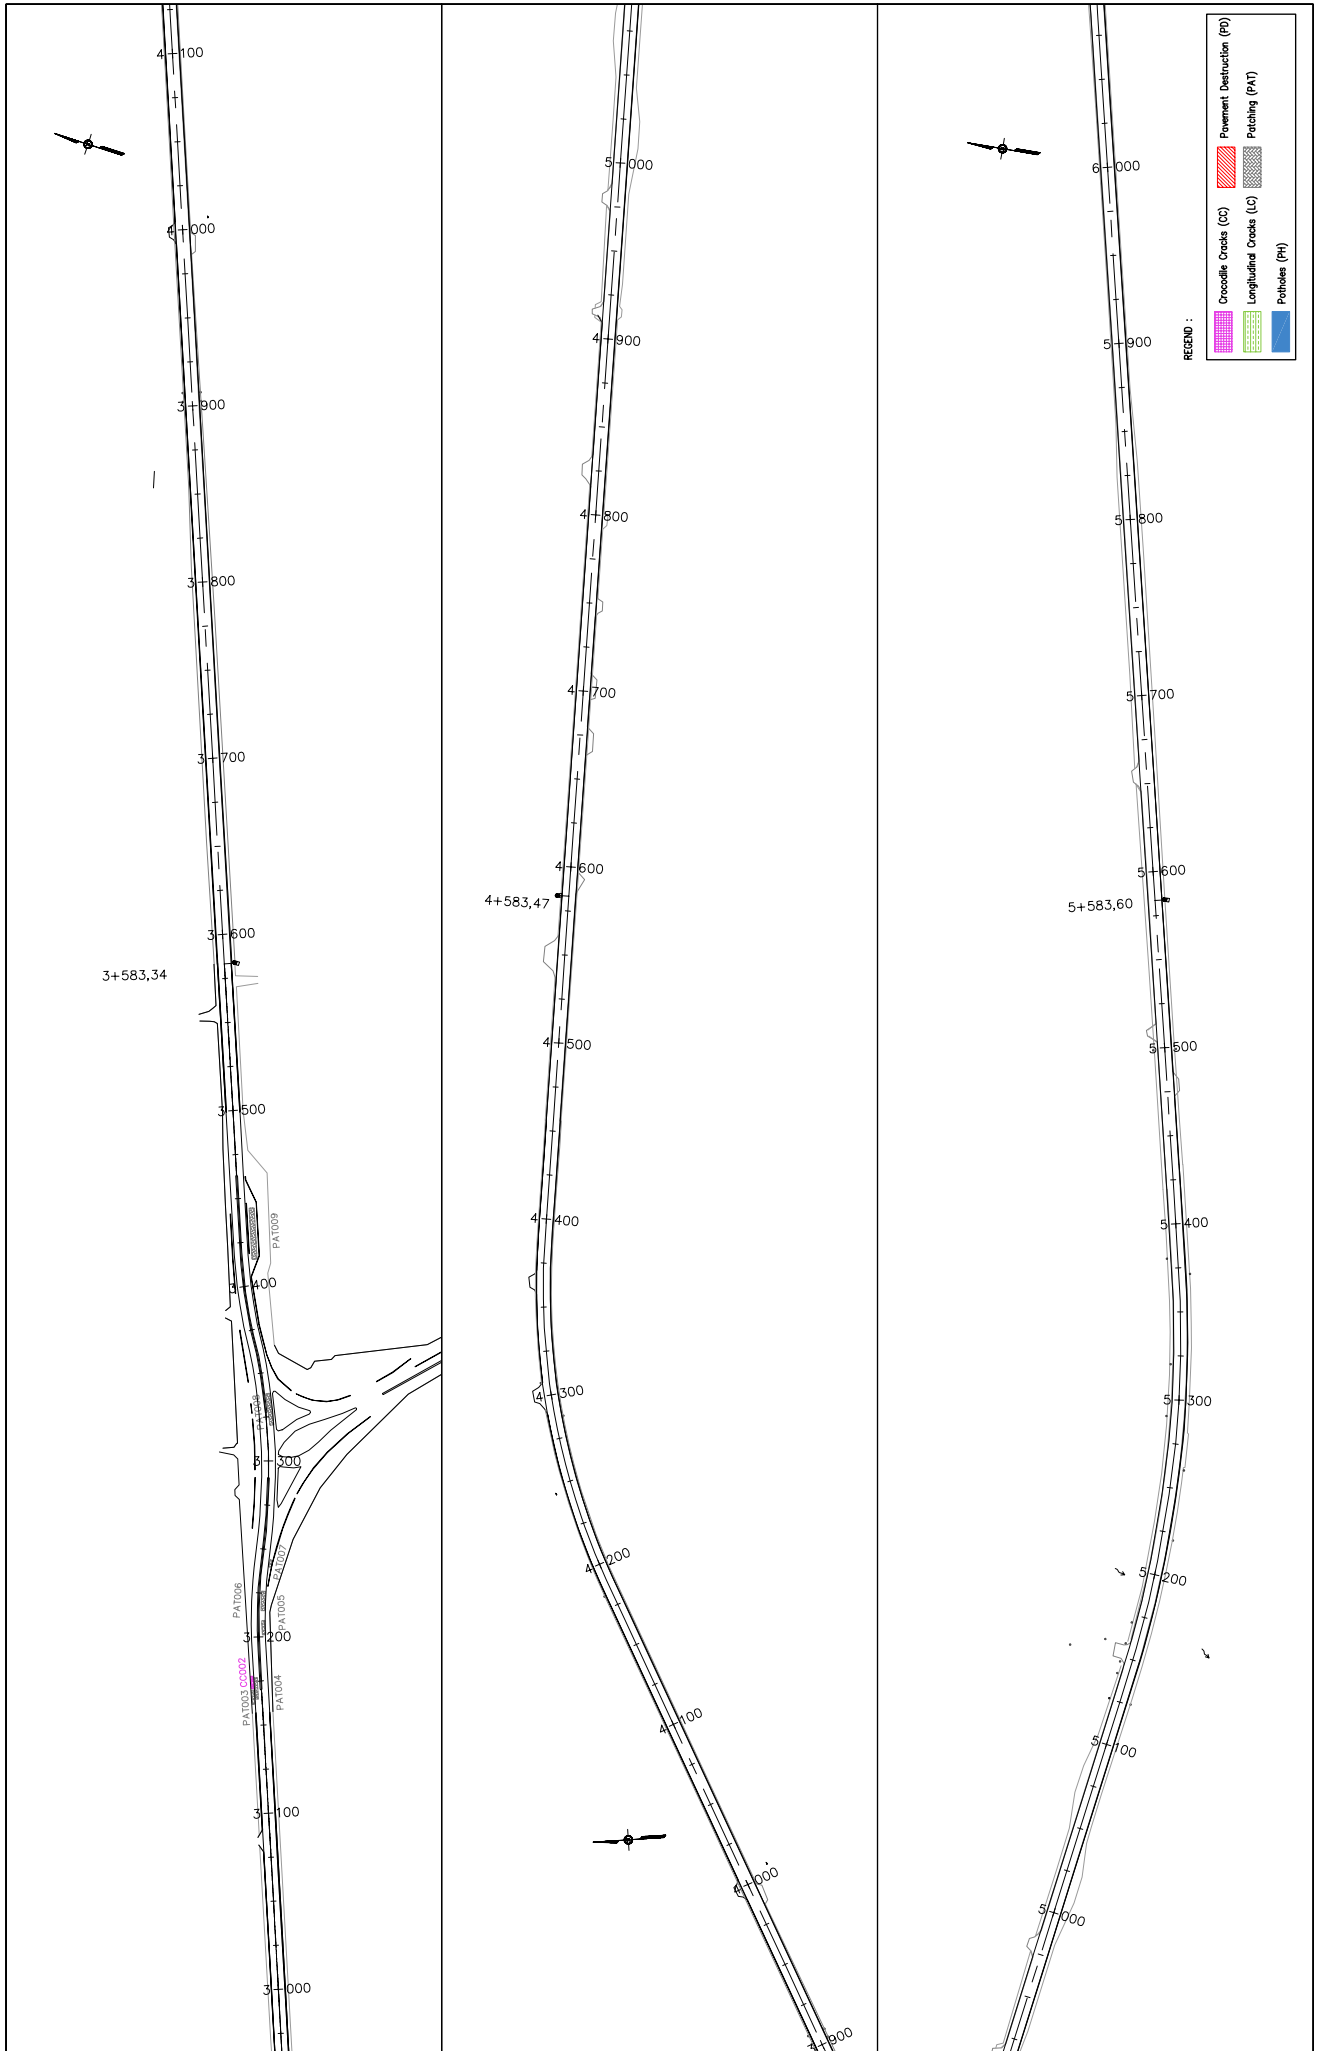 4+100
4+000
3+900
3+800
3+700
3+600
3+583,34
3+500
PAT009
3+400
PAT008
3+300
PAT007
PAT006
PAT005
3+200
CC002
PAT003
PAT004
3+100
3+000
5+000
4+900
4+800
4+700
4+600
4+583,47
4+500
4+400
4+300
4+200
4+100
4+000
3+900
6+000
5+900
5+800
5+700
5+600
5+583,60
5+500
5+400
5+300
5+200
5+100
5+000
REGEND :
Crocodile Cracks (CC)
Pavement Destruction (PD)
Longitudinal Cracks (LC)
Patching (PAT)
Potholes (PH)